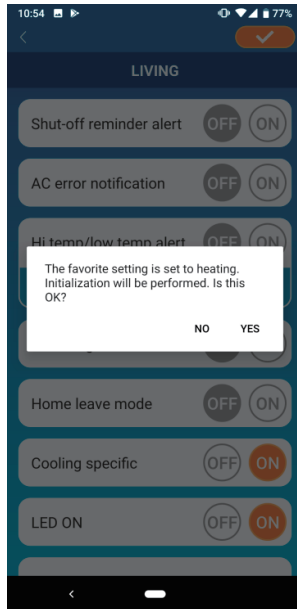 10:54 77%
LIVING
Shut-off reminder alert OFF ON
AC error notification OFF ON
Hi temp/low temp alert OFF ON
The favorite setting is set to heating.
Initialization will be performed. Is this
OK?
NO YES
Home leave mode OFF ON
Cooling specific OFF ON
LED ON OFF ON